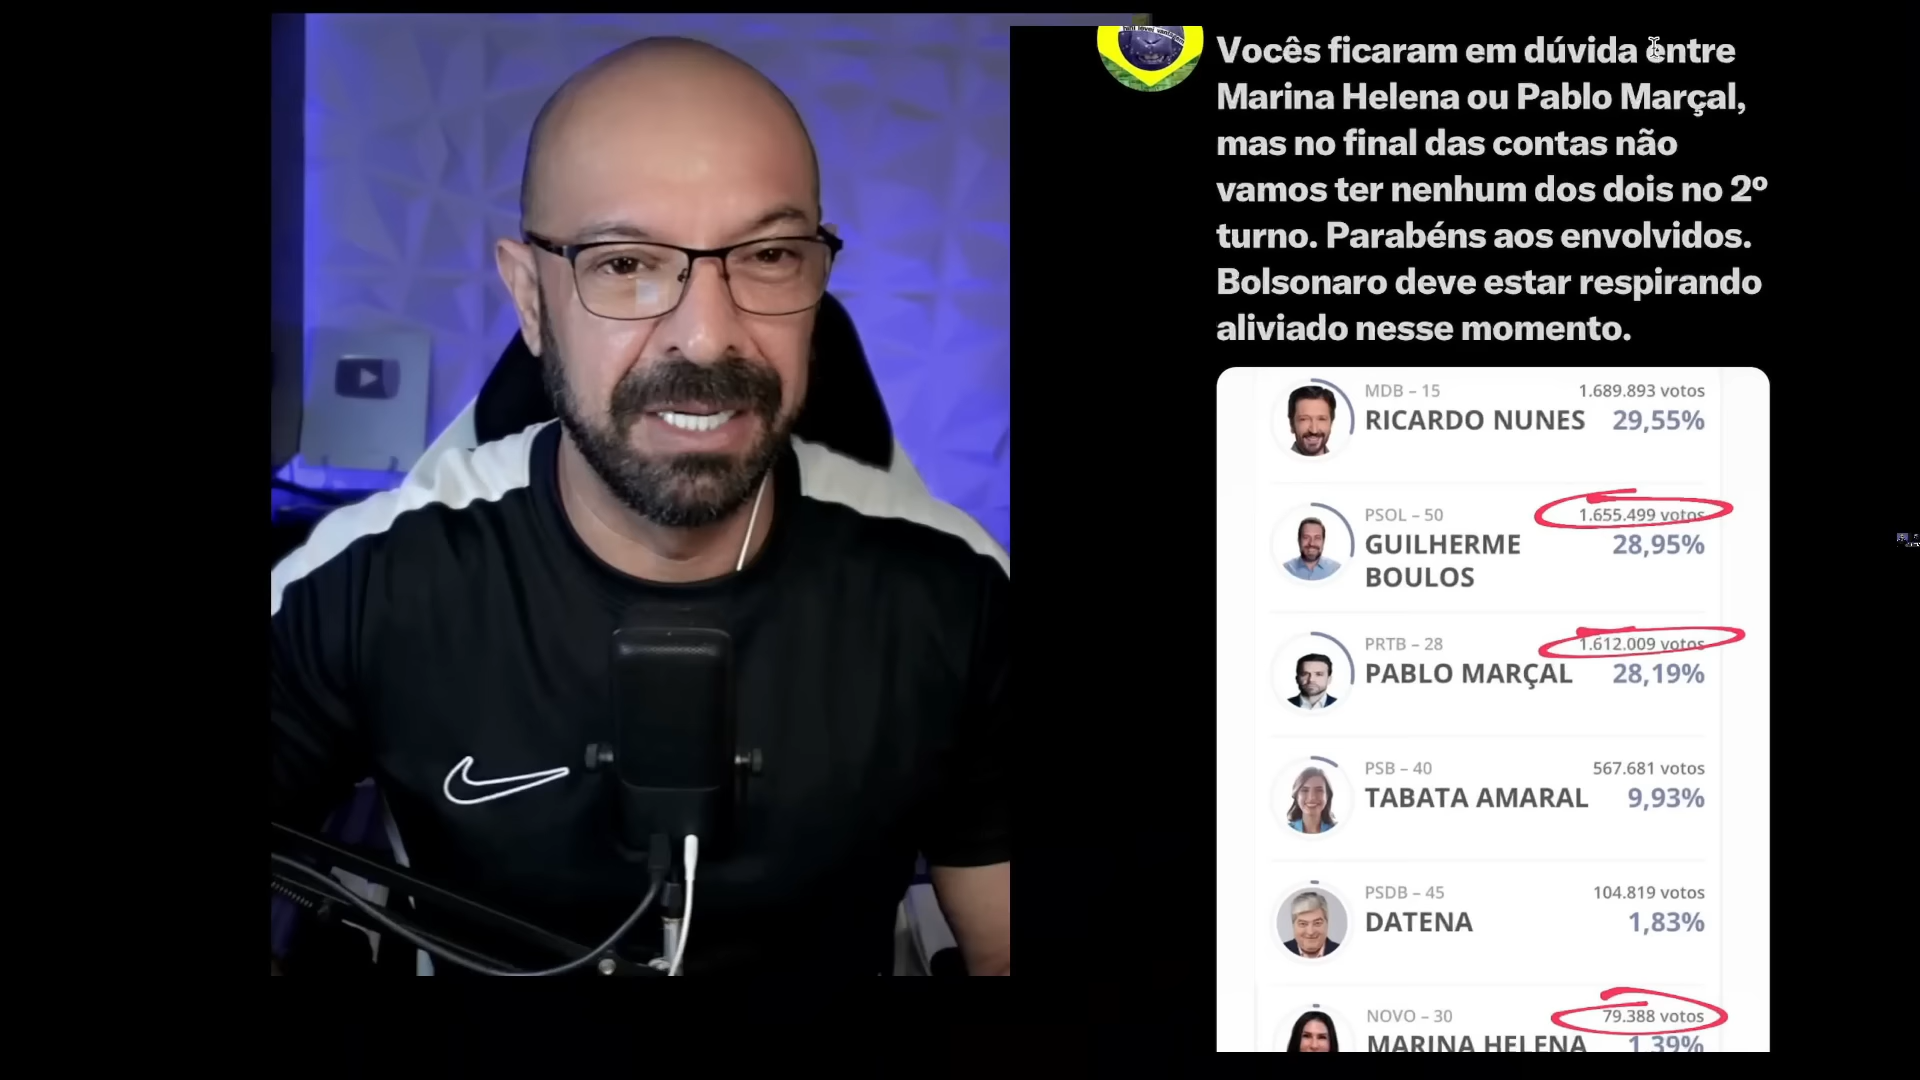 Vocês ficaram em dúvida entre
Marina Helena ou Pablo Marçal,
mas no final das contas não
vamos ter nenhum dos dois no 2º
turno. Parabéns aos envolvidos.
Bolsonaro deve estar respirando
aliviado nesse momento.
MDB – 15 1.689.893 votos
RICARDO NUNES 29,55%
PSOL – 50 1.655.499 votos
GUILHERME 28,95%
BOULOS
PRTB – 28 1.612.009 votos
PABLO MARÇAL 28,19%
PSB – 40 567.681 votos
TABATA AMARAL 9,93%
PSDB – 45 104.819 votos
DATENA 1,83%
NOVO – 30 79.388 votos
MARINA HELENA 1,39%